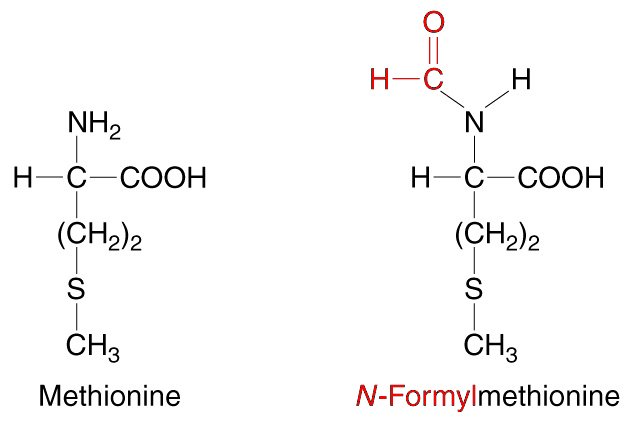 O
H—C H
NH₂ N
H—C—COOH H—C—COOH
(CH₂)₂ (CH₂)₂
S S
CH₃ CH₃
Methionine N-Formylmethionine